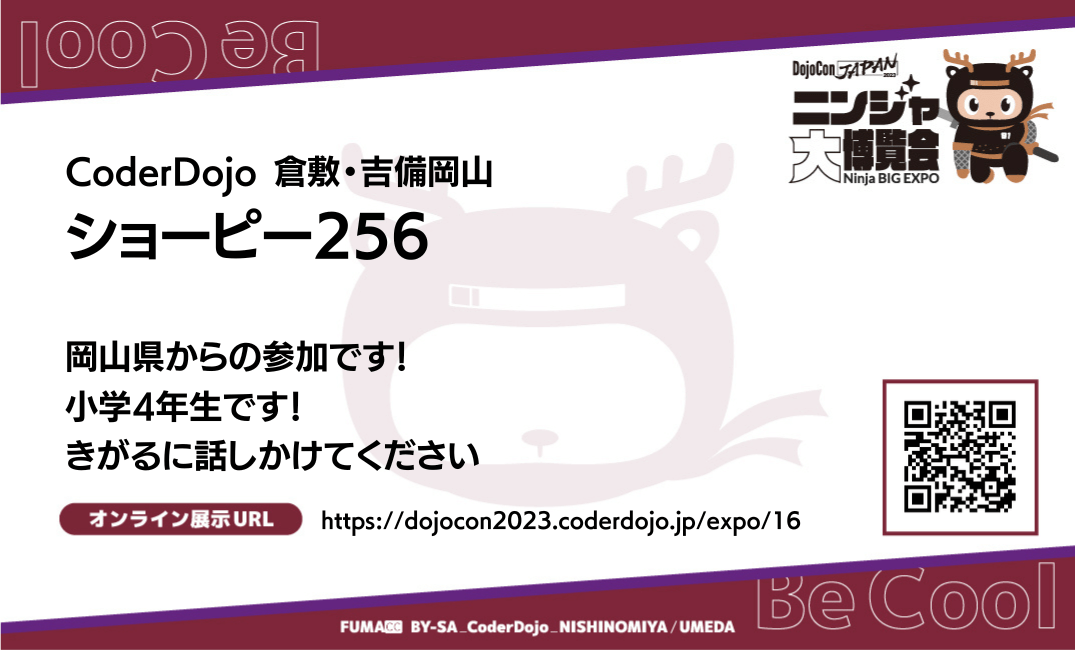 Be Cool
DojoCon JAPAN
2023
ニンジャ
大博覧会
Ninja BIG EXPO
CoderDojo 倉敷・吉備岡山
ショーピー256
岡山県からの参加です!
小学4年生です!
きがるに話しかけてください
オンライン展示URL https://dojocon2023.coderdojo.jp/expo/16
Be Cool
FUMA CC BY-SA_CoderDojo_NISHINOMIYA/UMEDA